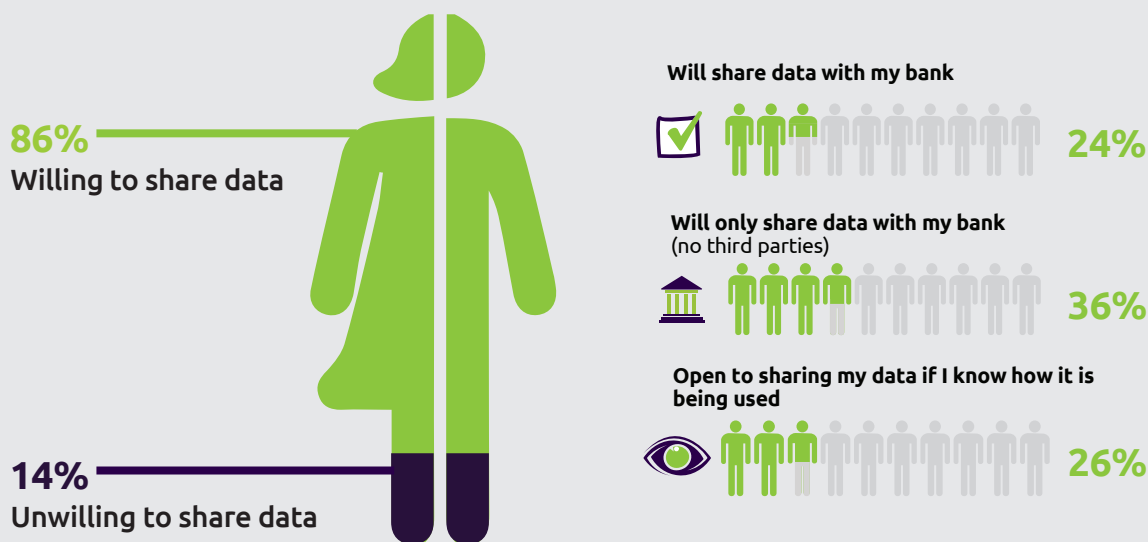 86%
Willing to share data
14%
Unwilling to share data
Will share data with my bank
24%
Will only share data with my bank
(no third parties)
36%
Open to sharing my data if I know how it is
being used
26%